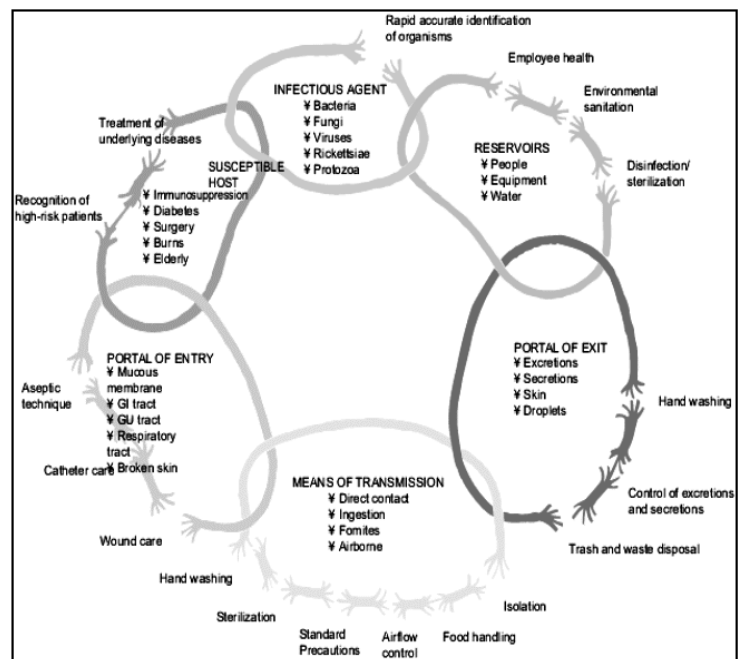 Rapid accurate identification
of organisms
INFECTIOUS AGENT
¥ Bacteria
¥ Fungi
¥ Viruses
¥ Rickettsiae
¥ Protozoa
Employee health
Environmental
sanitation
Disinfection/
sterilization
RESERVOIRS
¥ People
¥ Equipment
¥ Water
PORTAL OF EXIT
¥ Excretions
¥ Secretions
¥ Skin
¥ Droplets
Hand washing
Control of excretions
and secretions
Trash and waste disposal
MEANS OF TRANSMISSION
¥ Direct contact
¥ Ingestion
¥ Fomites
¥ Airborne
Isolation
Food handling
Airflow
control
Standard
Precautions
Sterilization
Hand washing
PORTAL OF ENTRY
¥ Mucous
membrane
¥ GI tract
¥ GU tract
¥ Respiratory
tract
¥ Broken skin
Wound care
Catheter care
Aseptic
technique
SUSCEPTIBLE
HOST
¥ Immunosuppression
¥ Diabetes
¥ Surgery
¥ Burns
¥ Elderly
Recognition of
high-risk patients
Treatment of
underlying diseases